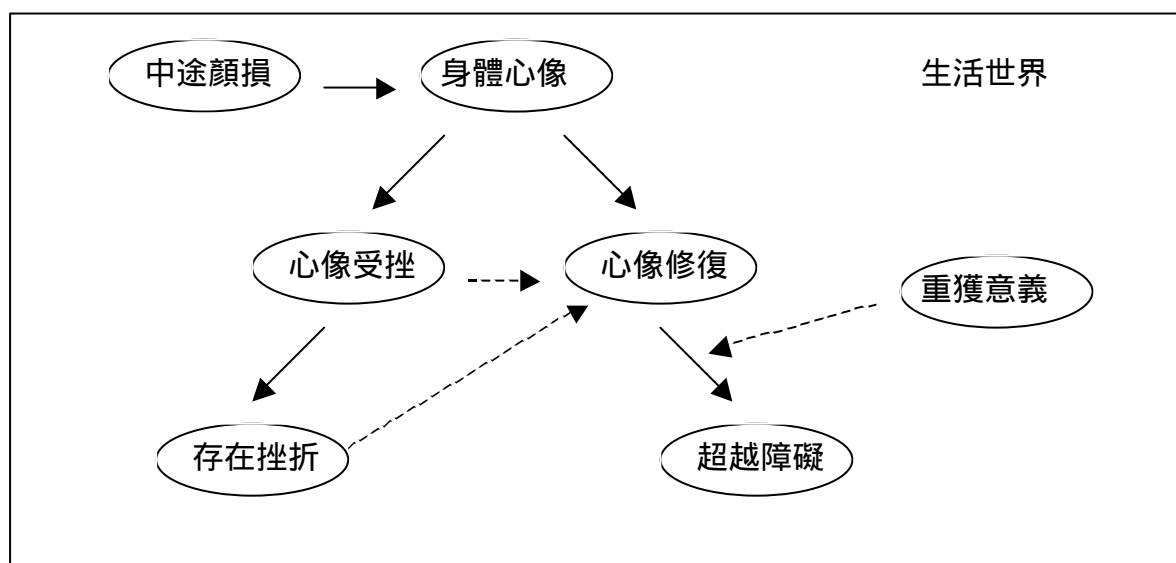 中途顏損
身體心像
生活世界
心像受挫
心像修復
重獲意義
存在挫折
超越障礙